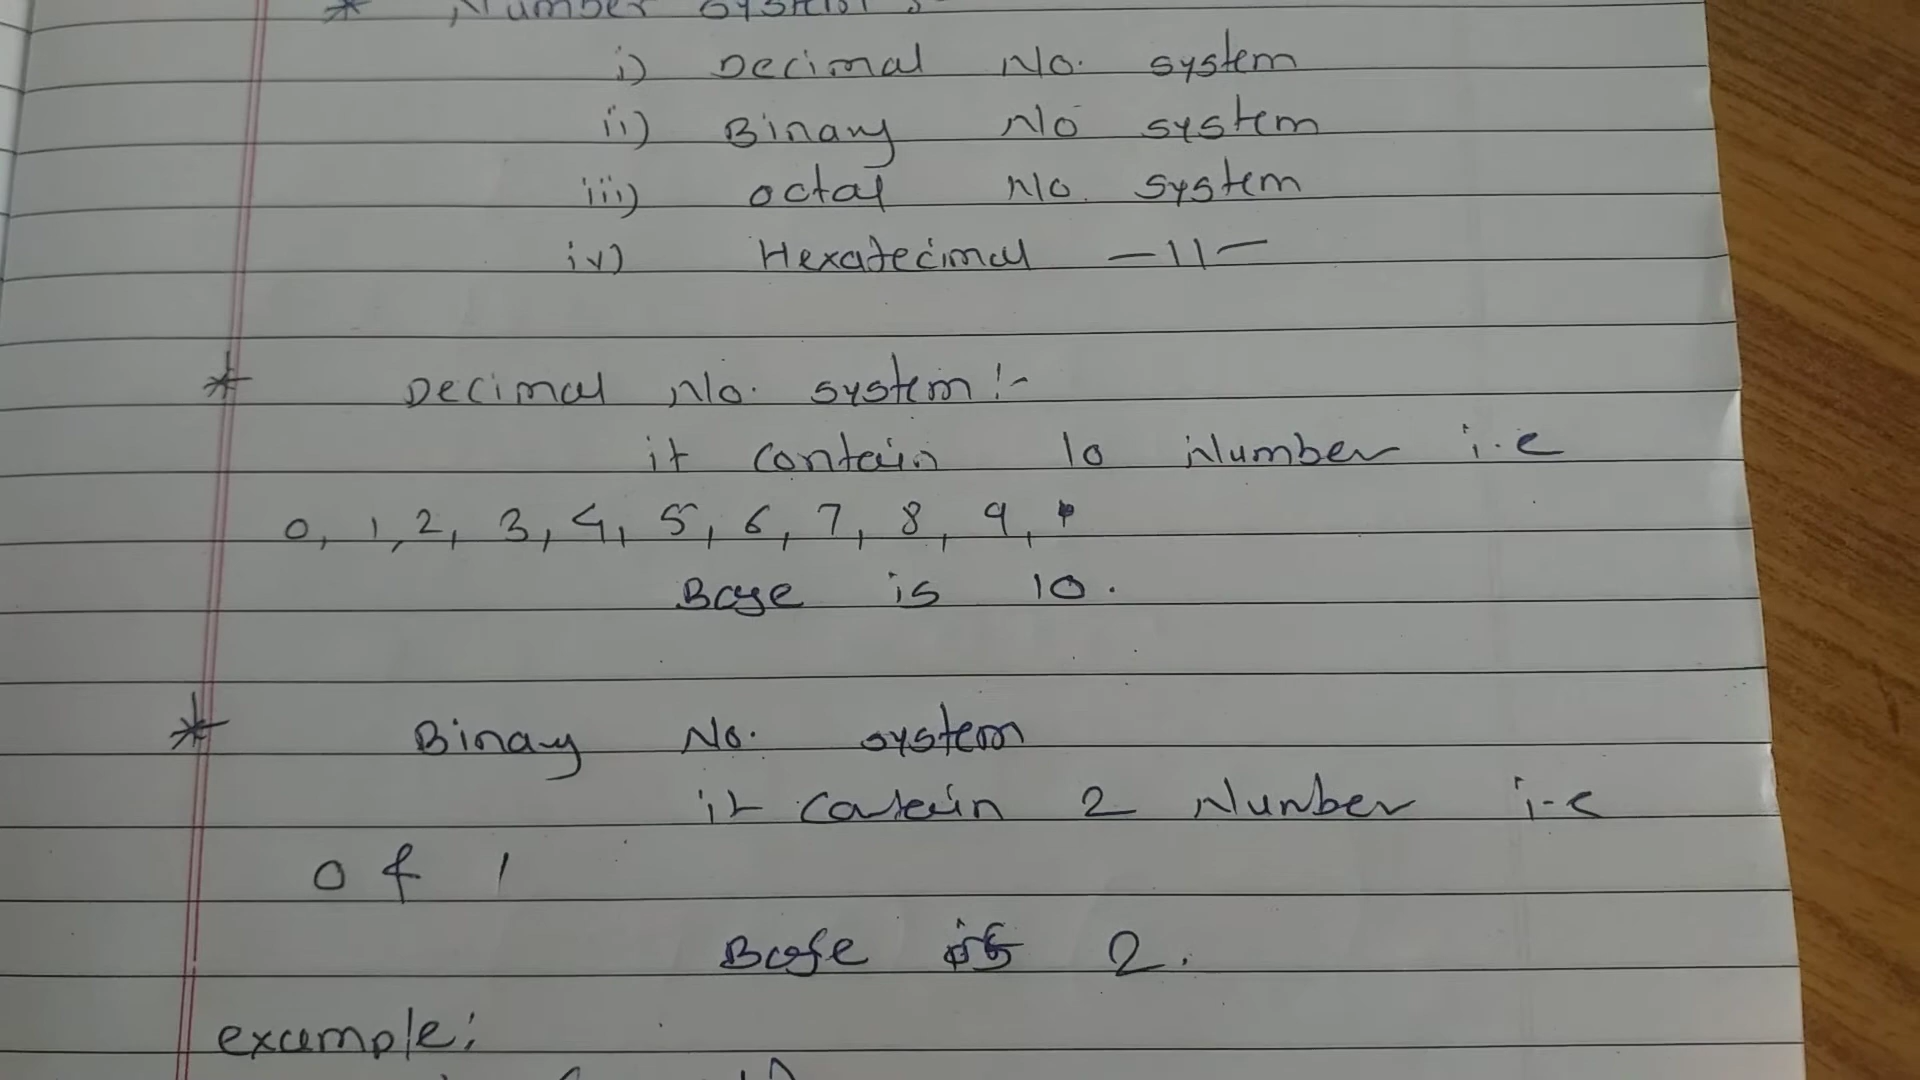 * Number system :
i) Decimal No. system
ii) Binary No system
iii) octal No. system
iv) Hexadecimal —11—
* Decimal No. system :-
it contain 10 Number i.e
0, 1, 2, 3, 4, 5, 6, 7, 8, 9,
Base is 10.
* Binary No. system
it contain 2 Number i-e
0 & 1
Base is 2.
example: